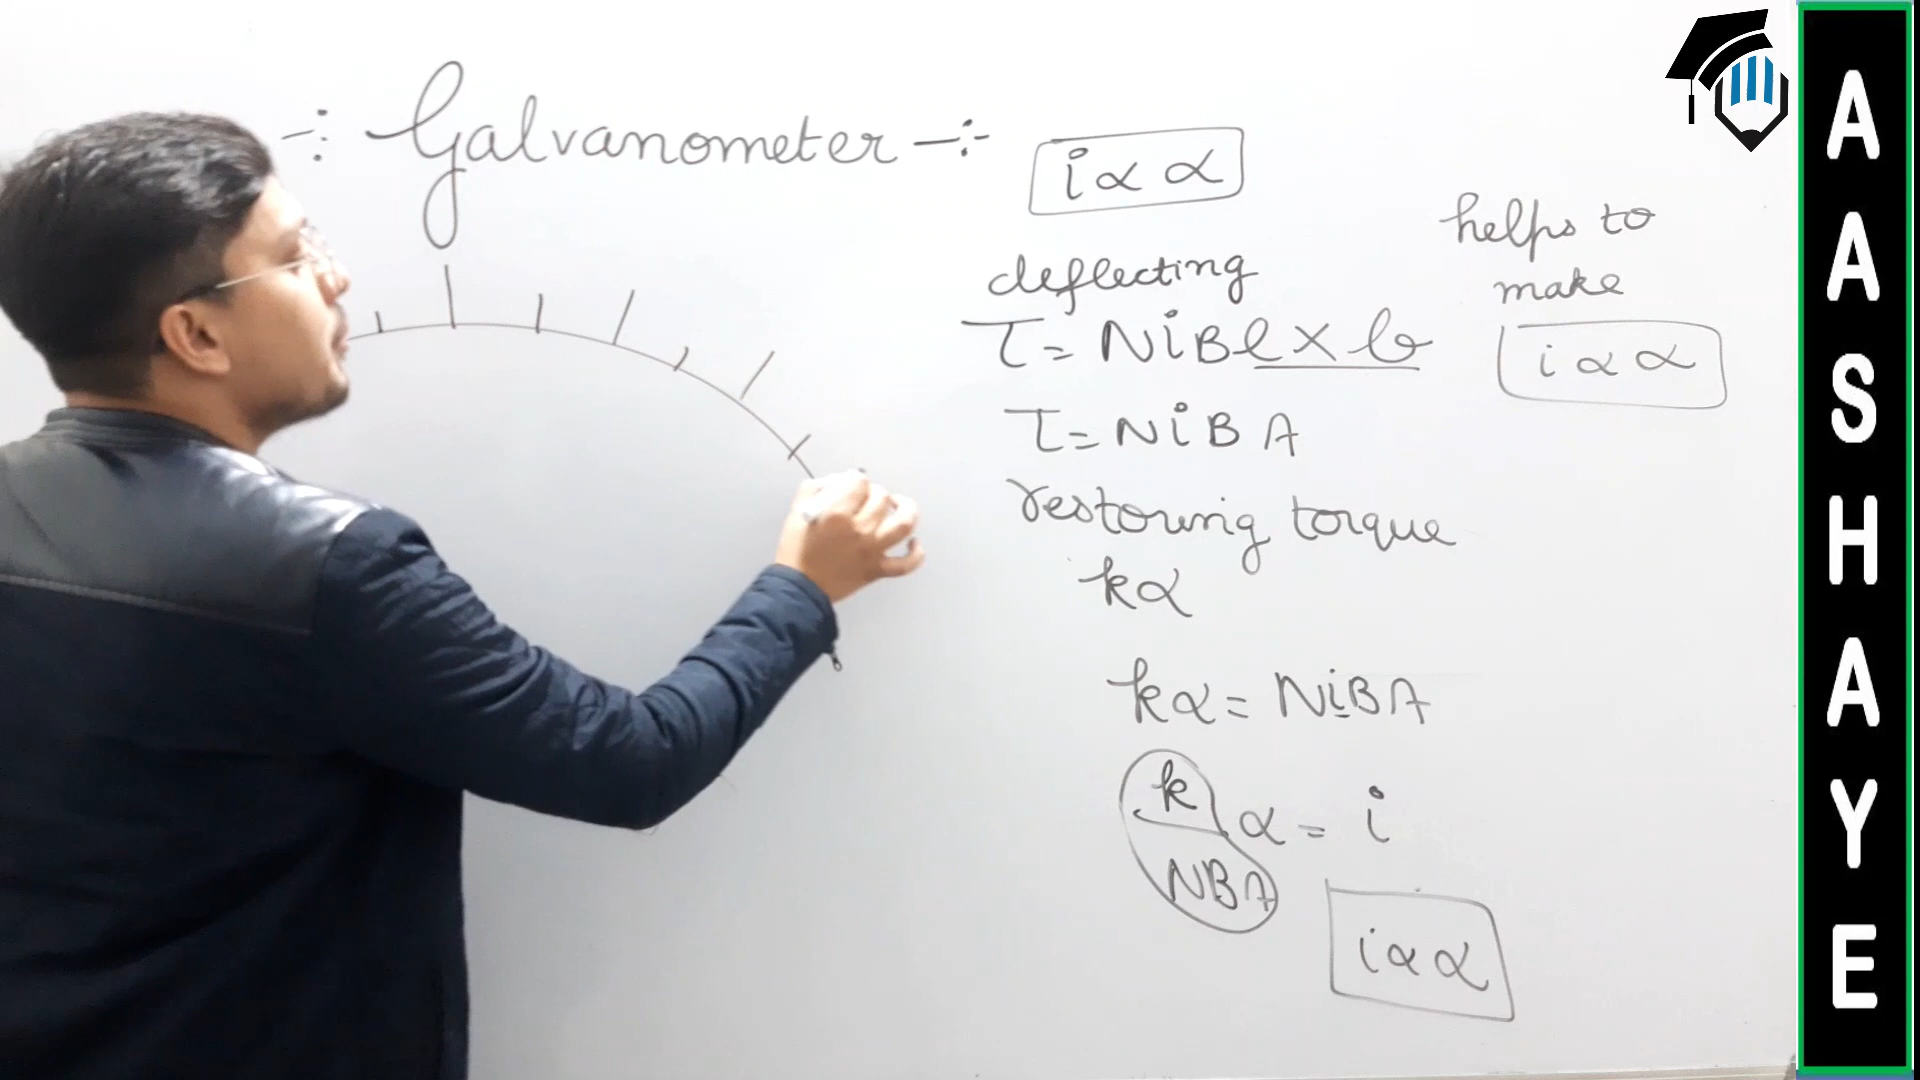 -: Galvanometer -:
i ∝ α
deflecting
τ = NiBl × b
τ = NiBA
restoring torque
kα
kα = NiBA
k
α = i
NBA
i ∝ α
helps to
make
i ∝ α
AASHAYE